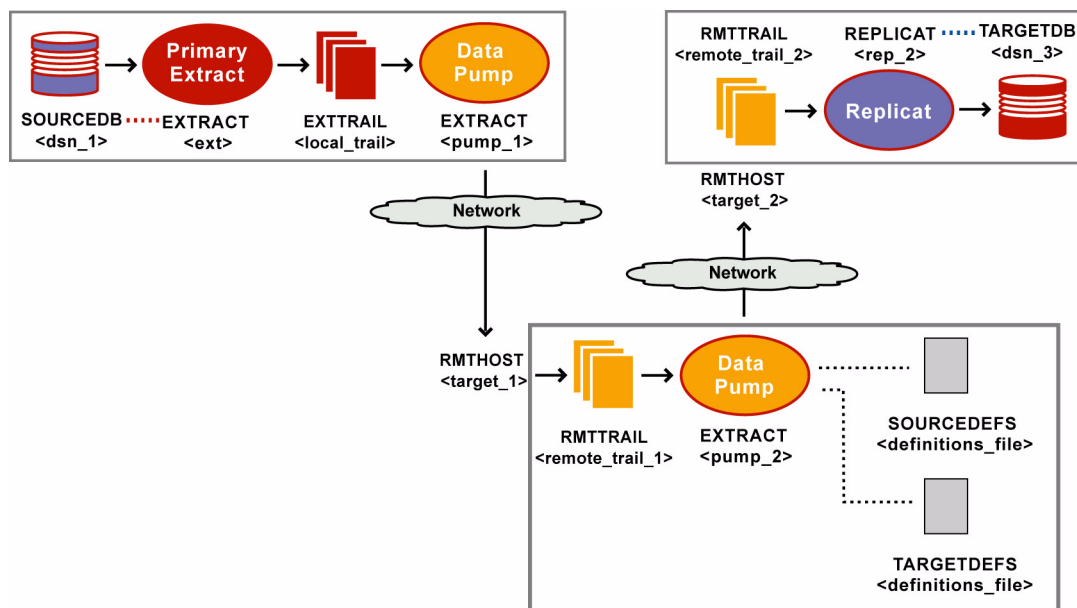 Primary
Extract
Data
Pump
SOURCEDB
<dsn_1>
EXTRACT
<ext>
EXTTRAIL
<local_trail>
EXTRACT
<pump_1>
Network
RMTHOST
<target_1>
RMTTRAIL
<remote_trail_1>
Data
Pump
EXTRACT
<pump_2>
SOURCEDEFS
<definitions_file>
TARGETDEFS
<definitions_file>
Network
RMTHOST
<target_2>
RMTTRAIL
<remote_trail_2>
REPLICAT
<rep_2>
Replicat
TARGETDB
<dsn_3>